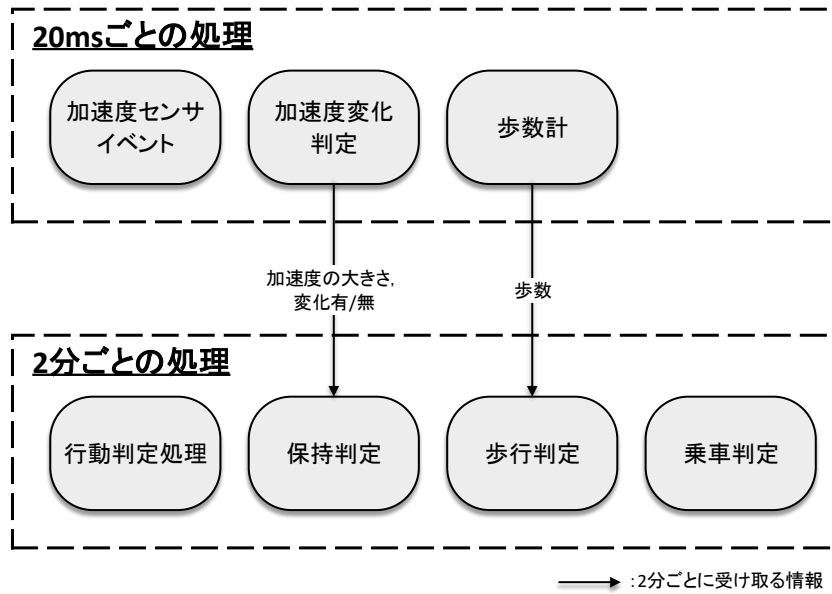 20msごとの処理
加速度センサ
イベント
加速度変化
判定
歩数計
加速度の大きさ,
変化有/無
歩数
2分ごとの処理
行動判定処理
保持判定
歩行判定
乗車判定
:2分ごとに受け取る情報